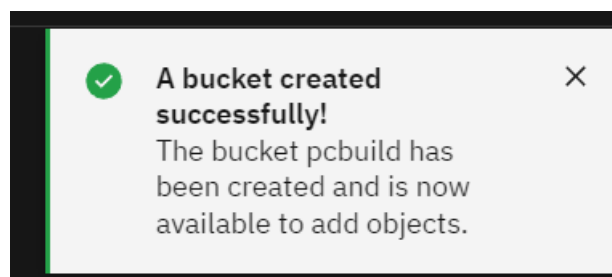 A bucket created
successfully!
The bucket pcbuild has
been created and is now
available to add objects.